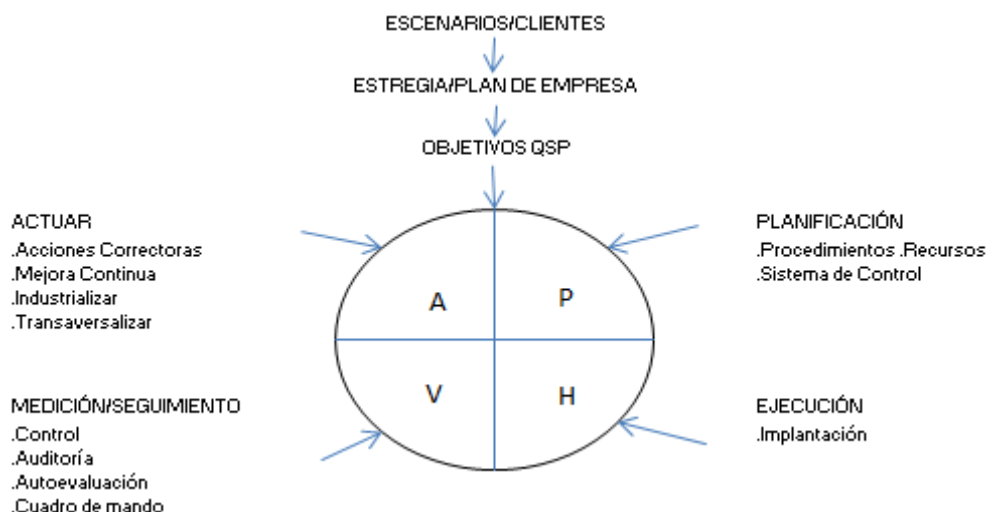 ESCENARIOS/CLIENTES
ESTREGIA/PLAN DE EMPRESA
OBJETIVOS QSP
ACTUAR
.Acciones Correctoras
.Mejora Continua
.Industrializar
.Transaversalizar
PLANIFICACIÓN
.Procedimientos .Recursos
.Sistema de Control
A
P
V
H
MEDICIÓN/SEGUIMIENTO
.Control
.Auditoría
.Autoevaluación
.Cuadro de mando
EJECUCIÓN
.Implantación